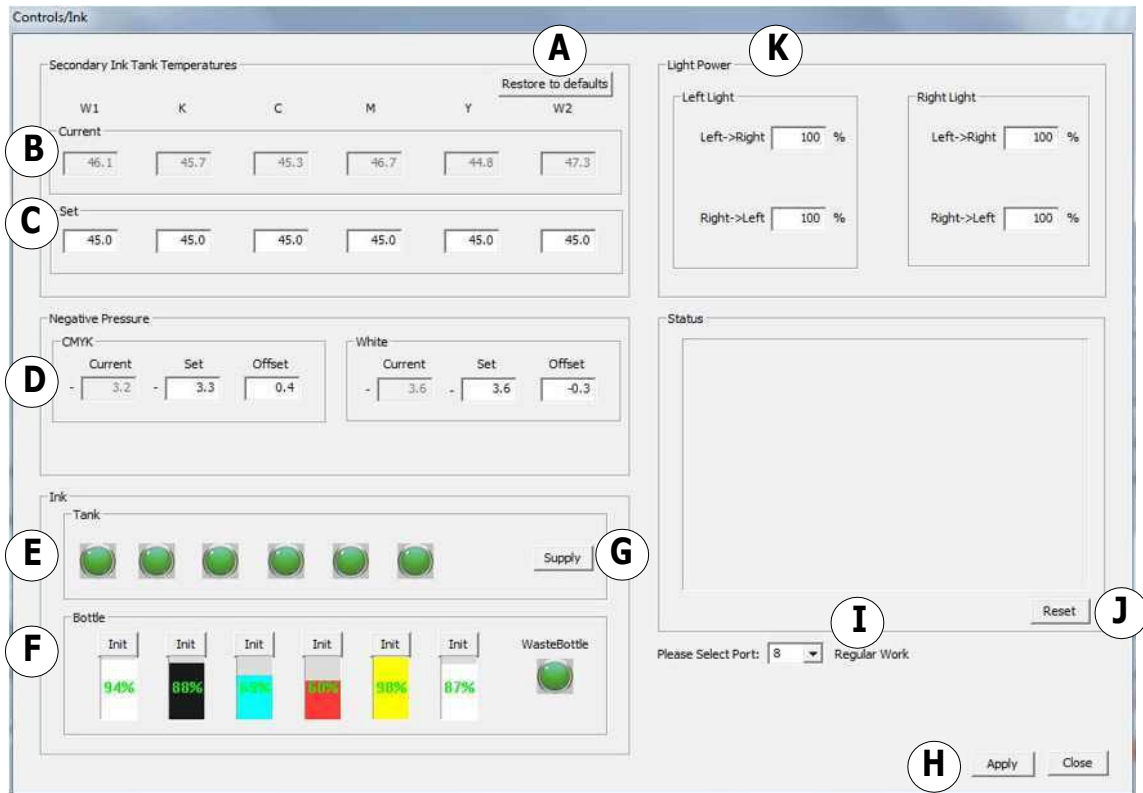 Controls/Ink
A
K
Secondary Ink Tank Temperatures
Restore to defaults
W1 K C M Y W2
B
Current
46.1 45.7 45.3 46.7 44.8 47.3
C
Set
45.0 45.0 45.0 45.0 45.0 45.0
Light Power
Left Light
Left->Right 100 %
Right->Left 100 %
Right Light
Left->Right 100 %
Right->Left 100 %
Negative Pressure
D
CMYK
Current Set Offset
- 3.2 - 3.3 0.4
White
Current Set Offset
- 3.6 - 3.6 -0.3
Status
Ink
E
Tank
Supply
G
F
Bottle
Init Init Init Init Init Init
94% 88% 98% 87%
WasteBottle
Reset
J
I
Please Select Port: 8 Regular Work
H
Apply Close